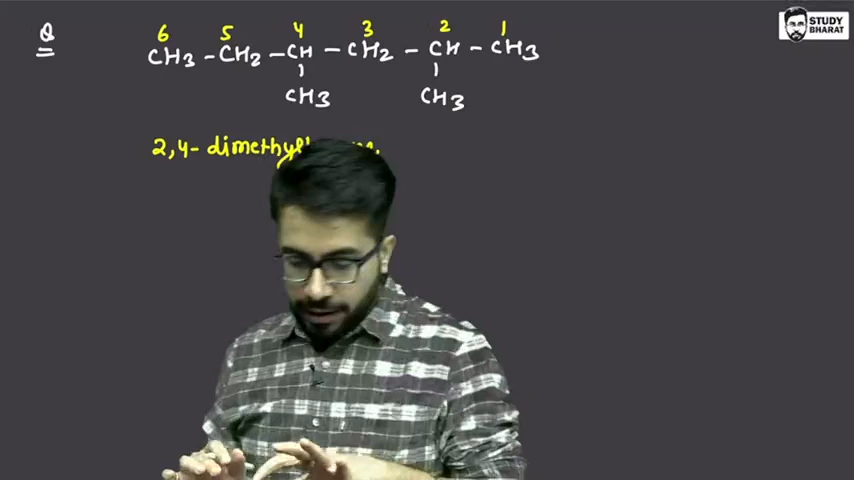 Q
6 5 4 3 2 1
CH3 - CH2 - CH - CH2 - CH - CH3
CH3 CH3
2,4- dimethyl
STUDY
BHARAT